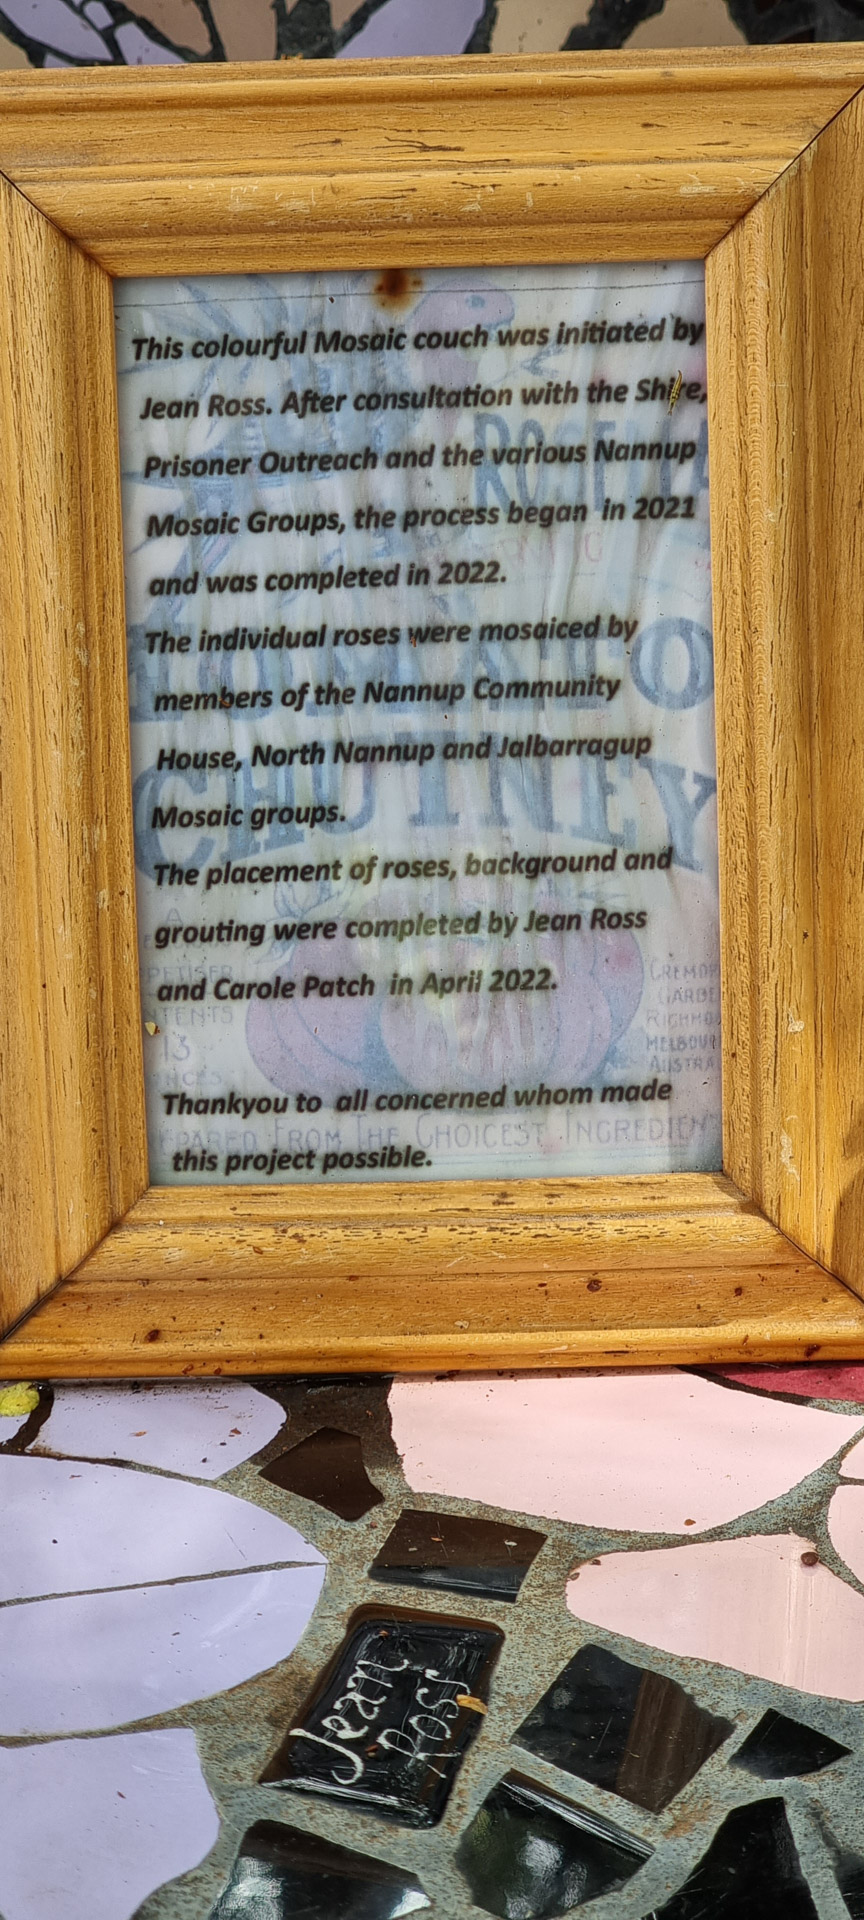 This colourful Mosaic couch was initiated by
Jean Ross. After consultation with the Shire,
Prisoner Outreach and the various Nannup
Mosaic Groups, the process began in 2021
and was completed in 2022.
The individual roses were mosaiced by
members of the Nannup Community
House, North Nannup and Jalbarragup
Mosaic groups.
The placement of roses, background and
grouting were completed by Jean Ross
and Carole Patch in April 2022.
Thankyou to all concerned whom made
this project possible.
TOMATO
CHUTNEY
13
PREPARED FROM THE CHOICEST INGREDIEN
Jean
Ross